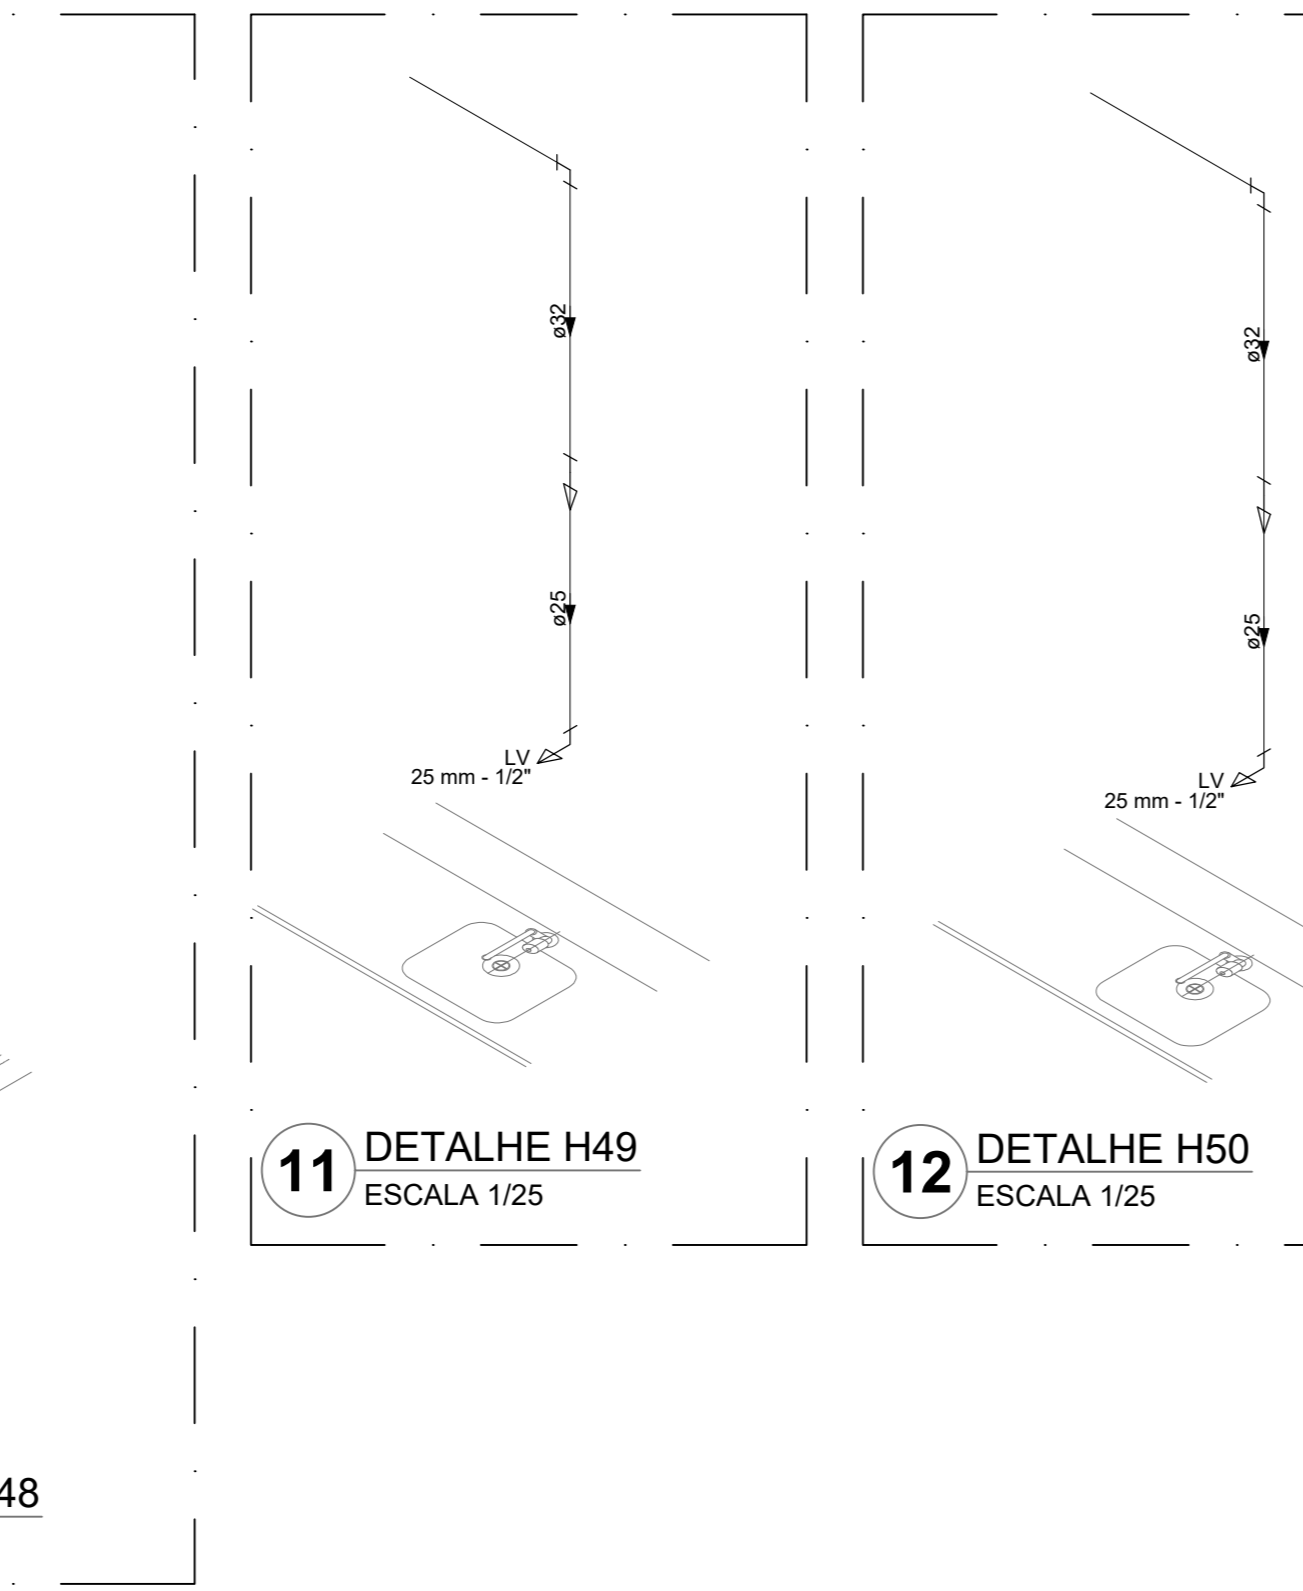 ø32
ø25
LV
25 mm - 1/2"
11
DETALHE H49
ESCALA 1/25
ø32
ø25
LV
25 mm - 1/2"
12
DETALHE H50
ESCALA 1/25
48